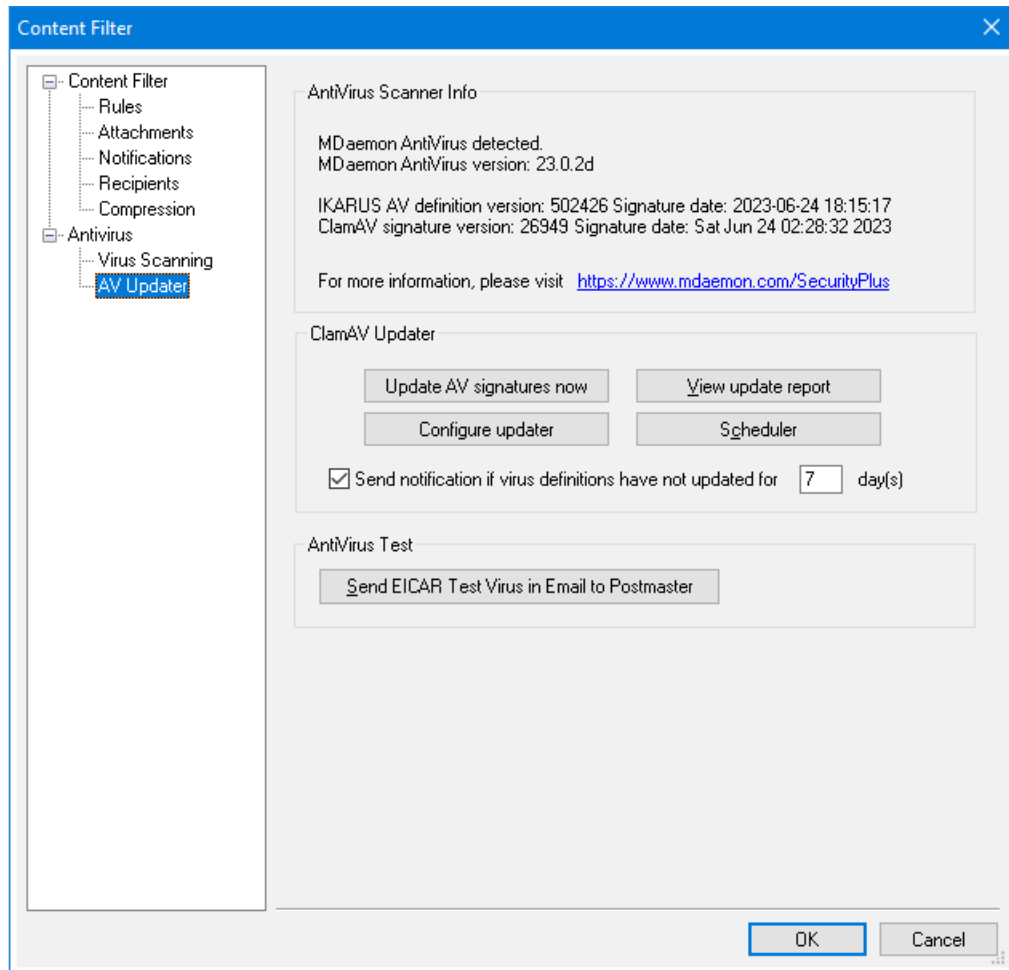 Content Filter
Content Filter
Rules
Attachments
Notifications
Recipients
Compression
Antivirus
Virus Scanning
AV Updater
AntiVirus Scanner Info
MDaemon AntiVirus detected.
MDaemon AntiVirus version: 23.0.2d
IKARUS AV definition version: 502426 Signature date: 2023-06-24 18:15:17
ClamAV signature version: 26949 Signature date: Sat Jun 24 02:28:32 2023
For more information, please visit https://www.mdaemon.com/SecurityPlus
ClamAV Updater
Update AV signatures now View update report
Configure updater Scheduler
Send notification if virus definitions have not updated for 7 day(s)
AntiVirus Test
Send EICAR Test Virus in Email to Postmaster
OK Cancel